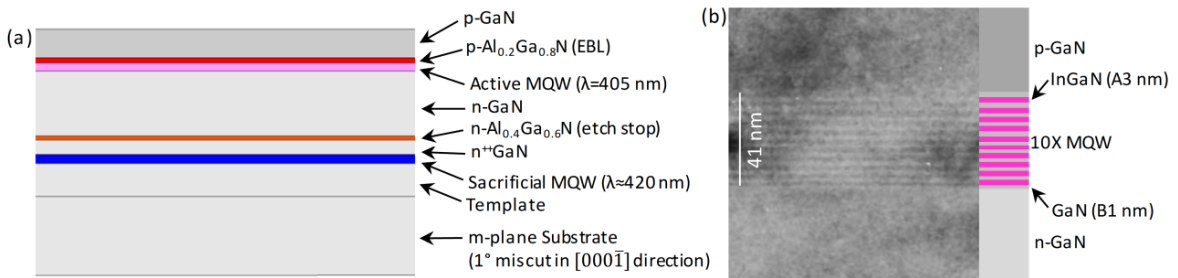 (a)
p-GaN
p-Al₀.₂Ga₀.₈N (EBL)
Active MQW (λ=405 nm)
n-GaN
n-Al₀.₄Ga₀.₆N (etch stop)
n⁺⁺GaN
Sacrificial MQW (λ≈420 nm)
Template
m-plane Substrate
(1° miscut in [0001̄] direction)
(b)
41 nm
p-GaN
InGaN (A3 nm)
10X MQW
GaN (B1 nm)
n-GaN